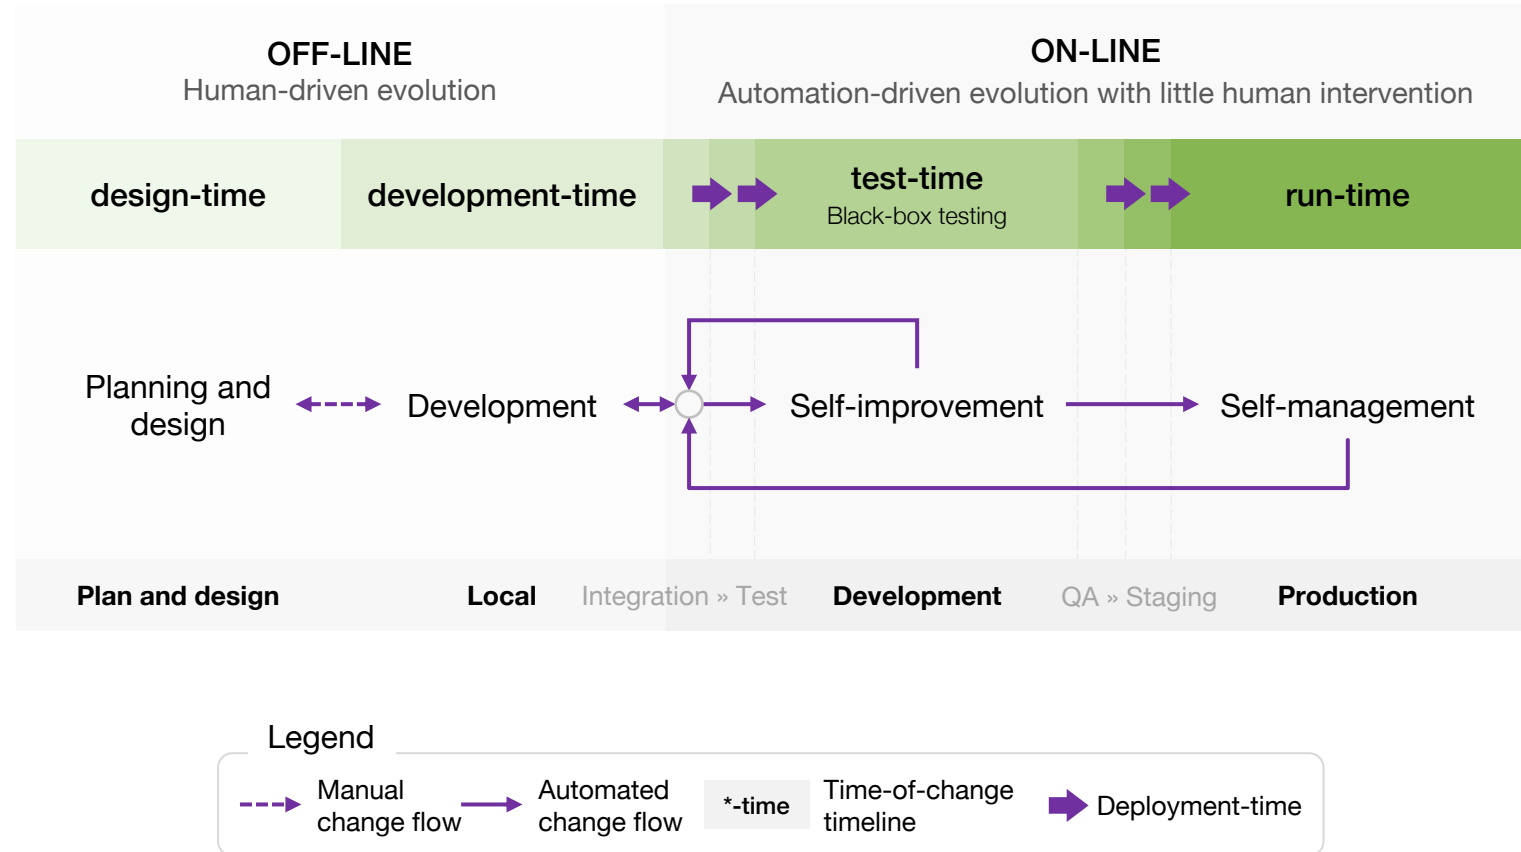 OFF-LINE
Human-driven evolution
ON-LINE
Automation-driven evolution with little human intervention
design-time
development-time
test-time
Black-box testing
run-time
Planning and
design
Development
Self-improvement
Self-management
Plan and design
Local
Integration » Test
Development
QA » Staging
Production
Legend
Manual
change flow
Automated
change flow
*-time
Time-of-change
timeline
Deployment-time